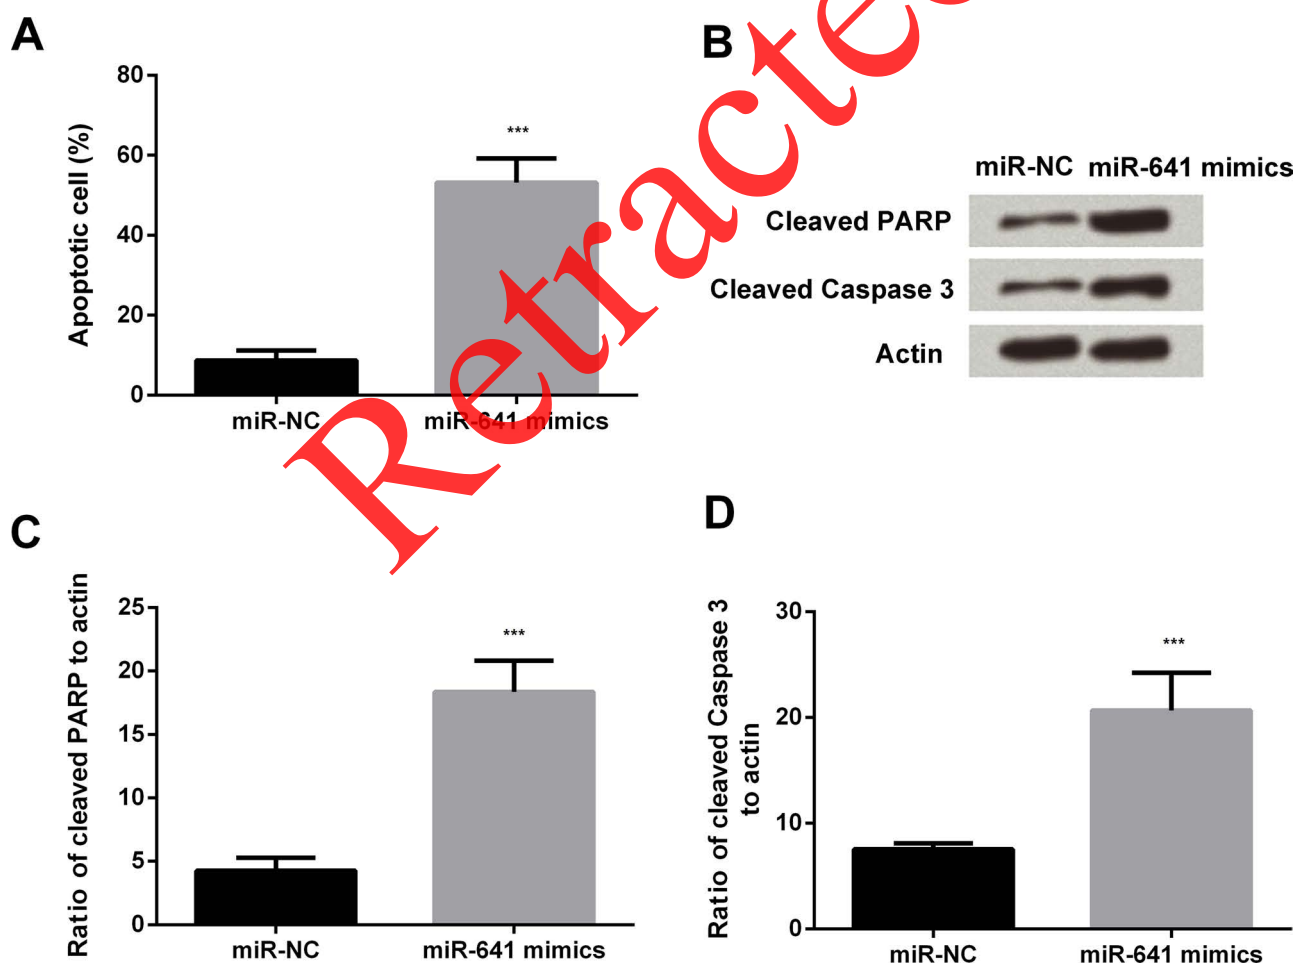 A
80
60
40
20
0
Apoptotic cell (%)
***
miR-NC
miR-641 mimics
B
miR-NC miR-641 mimics
Cleaved PARP
Cleaved Caspase 3
Actin
C
25
20
15
10
5
0
Ratio of cleaved PARP to actin
***
miR-NC
miR-641 mimics
D
30
20
10
0
Ratio of cleaved Caspase 3
to actin
***
miR-NC
miR-641 mimics
Retracte